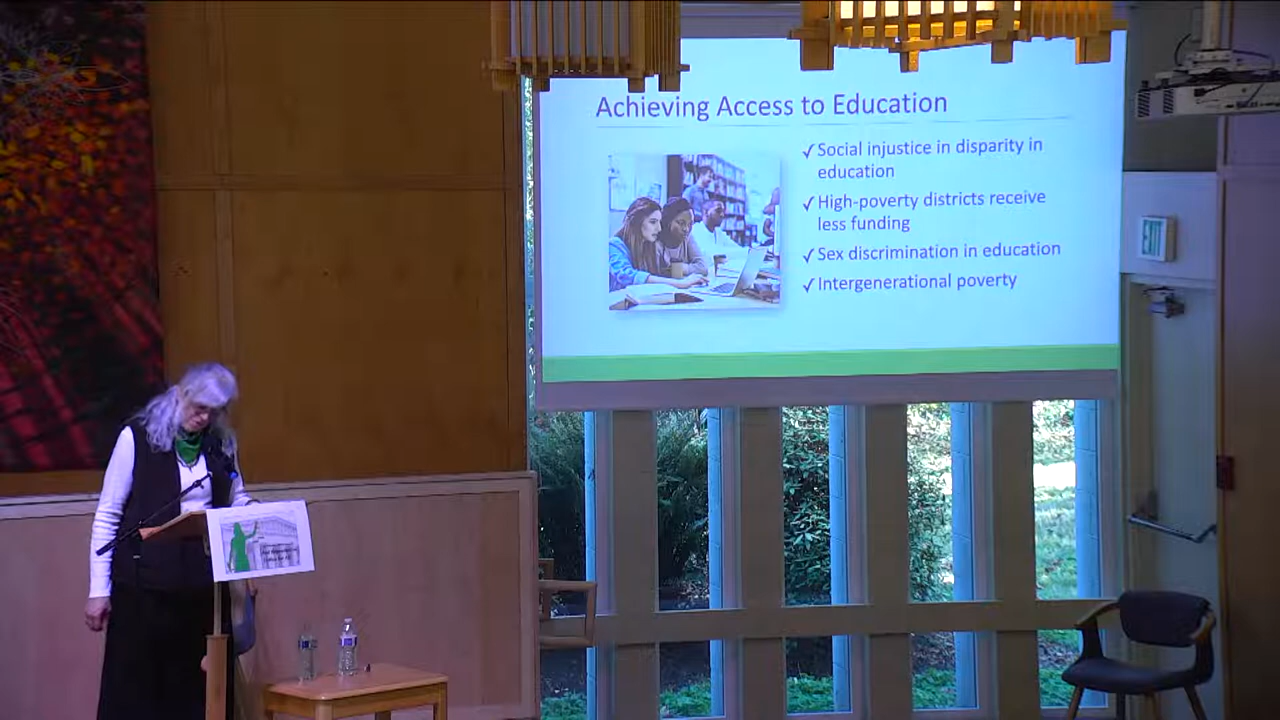 Achieving Access to Education
✓Social injustice in disparity in
education
✓High-poverty districts receive
less funding
✓Sex discrimination in education
✓Intergenerational poverty
EXIT